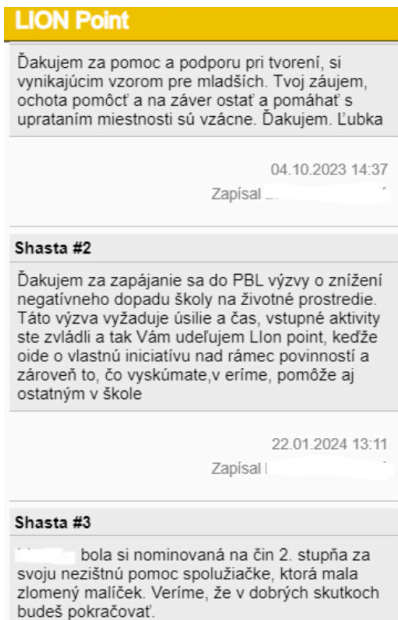 LION Point
Ďakujem za pomoc a podporu pri tvorení, si
vynikajúcim vzorom pre mladších. Tvoj záujem,
ochota pomôcť a na záver ostať a pomáhať s
uprataním miestnosti sú vzácne. Ďakujem. Ľubka
04.10.2023 14:37
Zapísal
Shasta #2
Ďakujem za zapájanie sa do PBL výzvy o znížení
negatívneho dopadu školy na životné prostredie.
Táto výzva vyžaduje úsilie a čas, vstupné aktivity
ste zvládli a tak Vám udeľujem LIon point, keďže
oide o vlastnú iniciatívu nad rámec povinností a
zároveň to, čo vyskúmate,v eríme, pomôže aj
ostatným v škole
22.01.2024 13:11
Zapísal
Shasta #3
bola si nominovaná na čin 2. stupňa za
svoju nezištnú pomoc spolužiačke, ktorá mala
zlomený malíček. Veríme, že v dobrých skutkoch
budeš pokračovať.